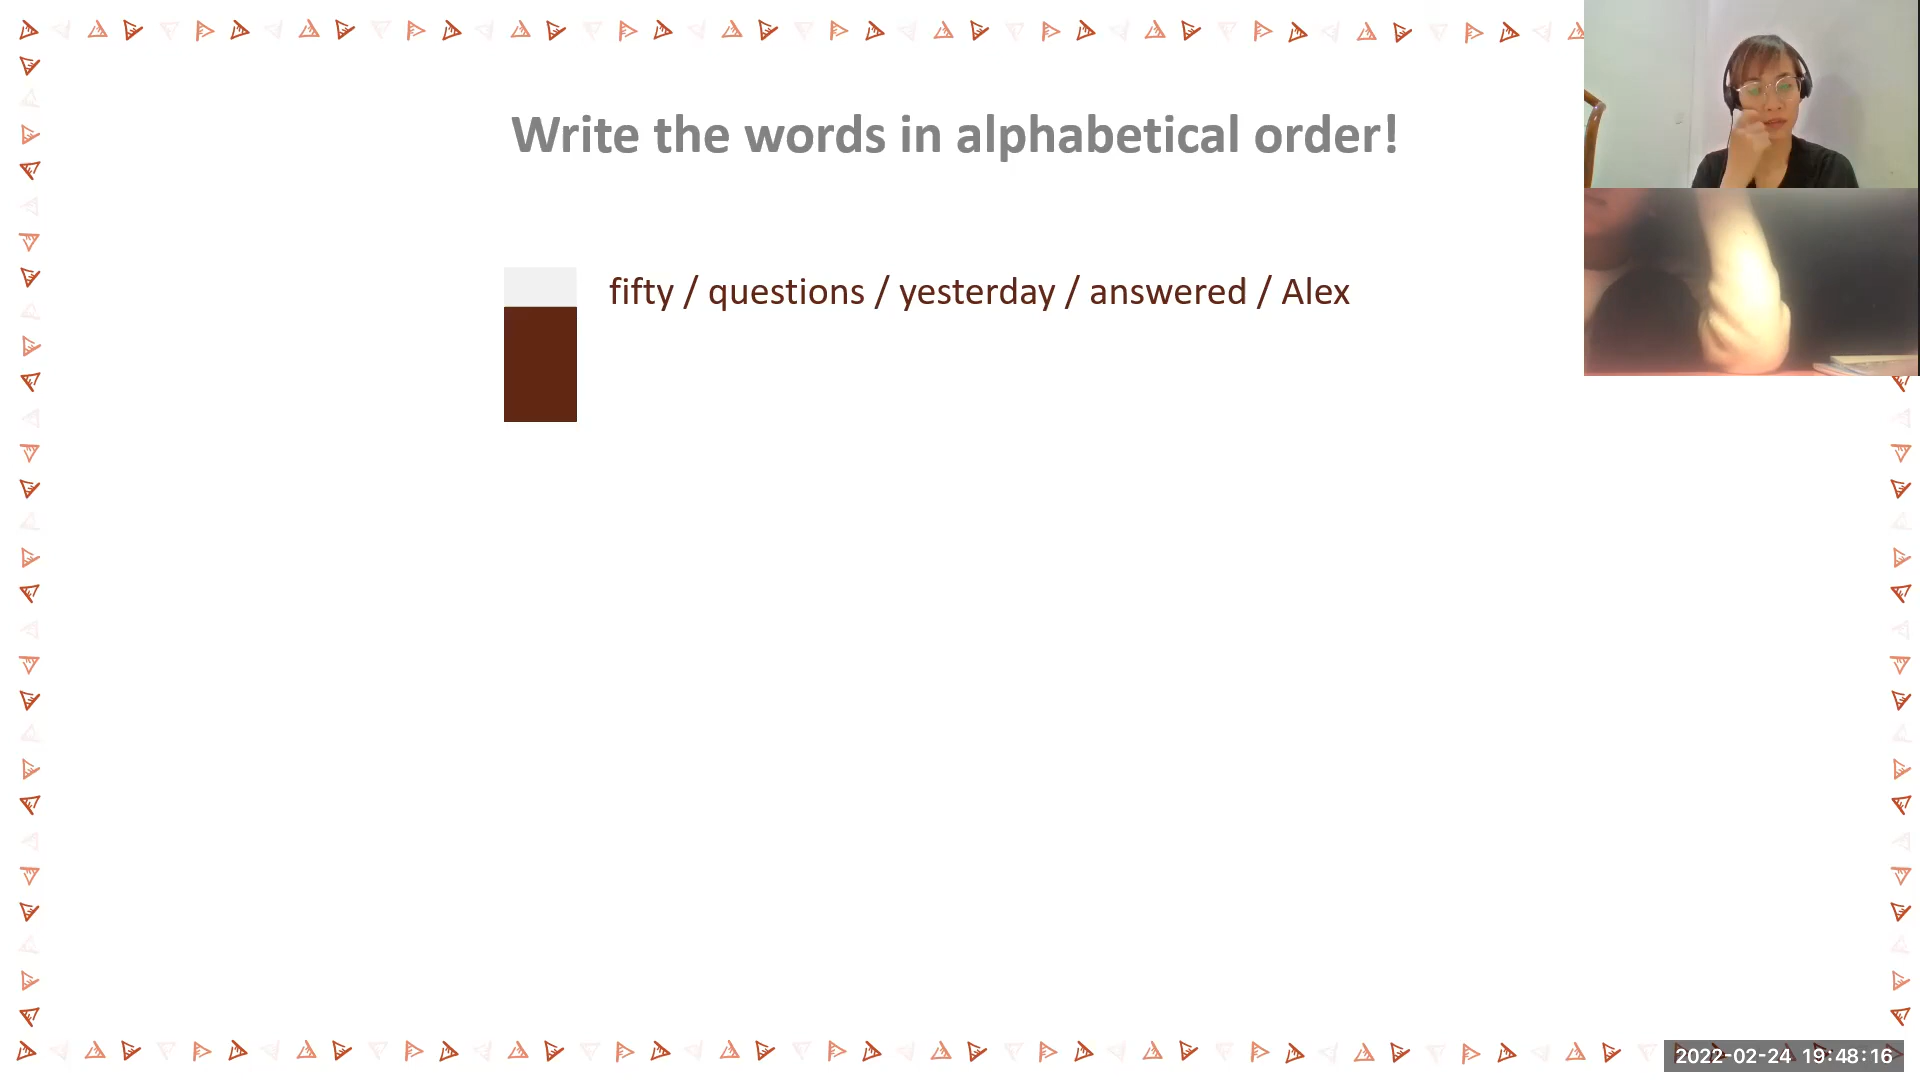 Write the words in alphabetical order!
fifty / questions / yesterday / answered / Alex
2022-02-24 19:48:16